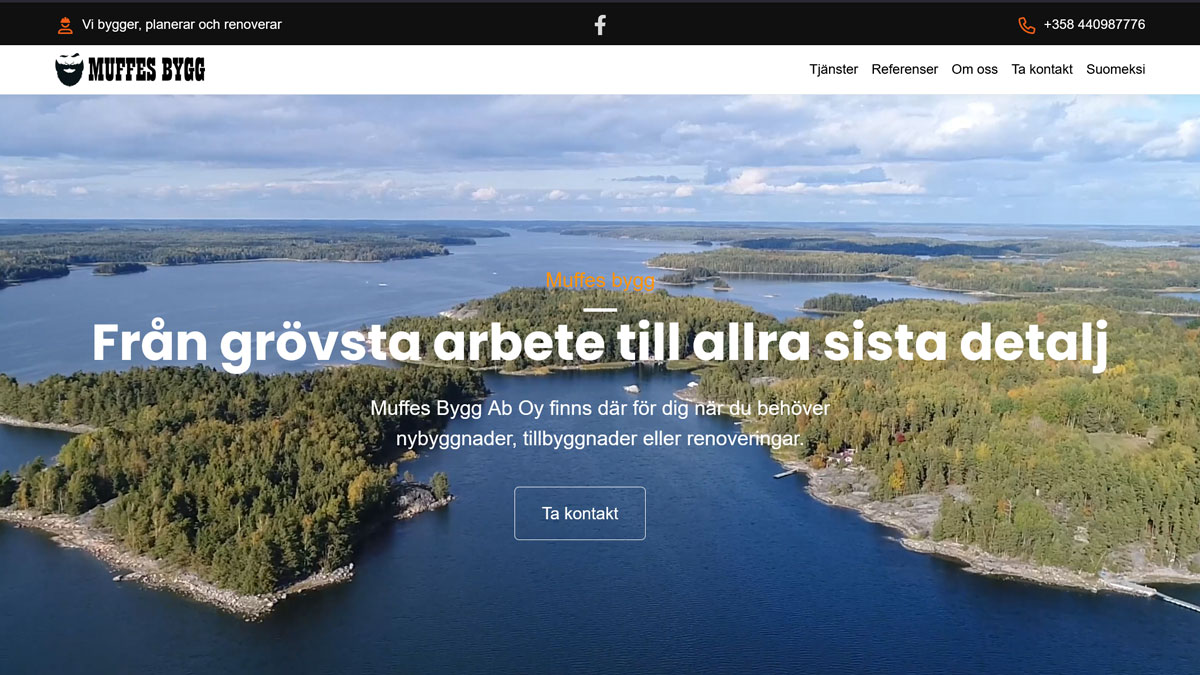 Vi bygger, planerar och renoverar
+358 440987776
MUFFES BYGG
Tjänster
Referenser
Om oss
Ta kontakt
Suomeksi
Muffes bygg
Från grövsta arbete till allra sista detalj
Muffes Bygg Ab Oy finns där för dig när du behöver
nybyggnader, tillbyggnader eller renoveringar.
Ta kontakt